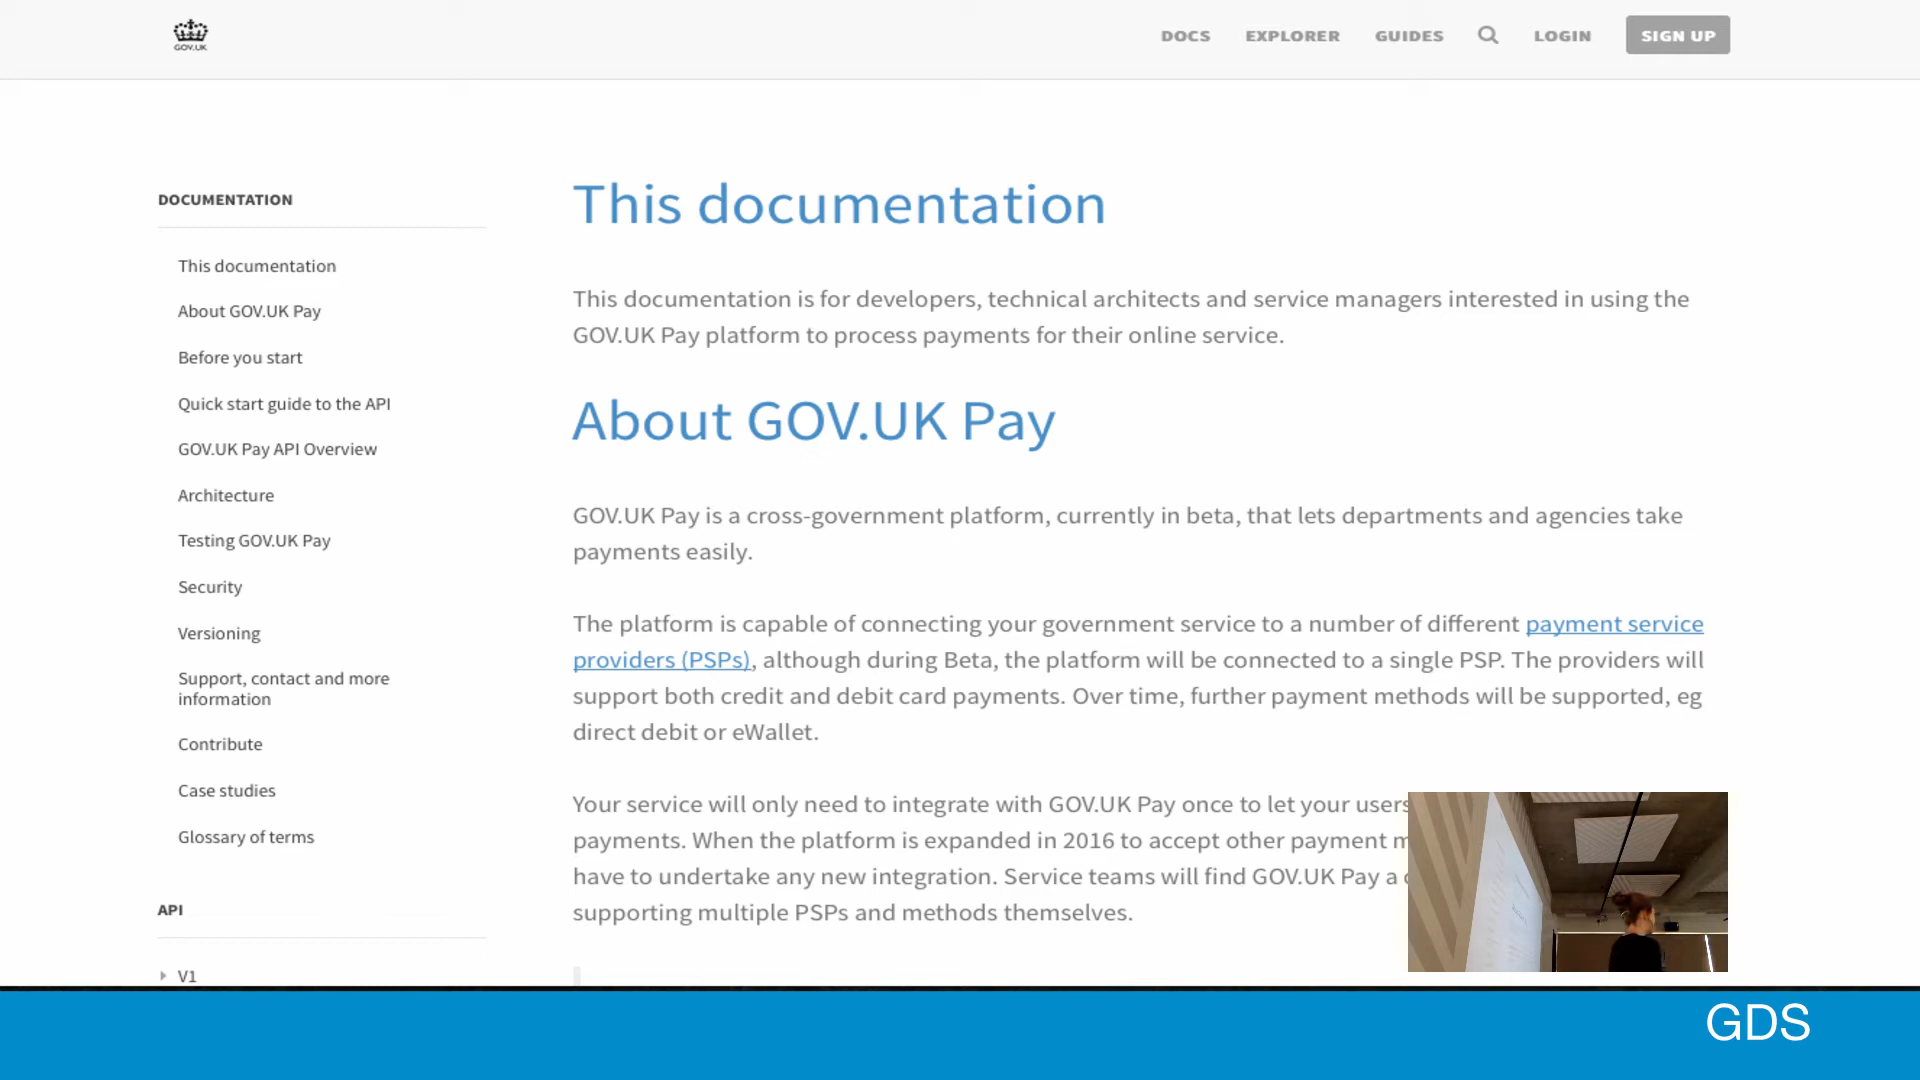 GOV.UK
DOCS EXPLORER GUIDES LOGIN SIGN UP
DOCUMENTATION
This documentation
About GOV.UK Pay
Before you start
Quick start guide to the API
GOV.UK Pay API Overview
Architecture
Testing GOV.UK Pay
Security
Versioning
Support, contact and more
information
Contribute
Case studies
Glossary of terms
API
V1
This documentation
This documentation is for developers, technical architects and service managers interested in using the
GOV.UK Pay platform to process payments for their online service.
About GOV.UK Pay
GOV.UK Pay is a cross-government platform, currently in beta, that lets departments and agencies take
payments easily.
The platform is capable of connecting your government service to a number of different payment service
providers (PSPs), although during Beta, the platform will be connected to a single PSP. The providers will
support both credit and debit card payments. Over time, further payment methods will be supported, eg
direct debit or eWallet.
Your service will only need to integrate with GOV.UK Pay once to let your users
payments. When the platform is expanded in 2016 to accept other payment
have to undertake any new integration. Service teams will find GOV.UK Pay a
supporting multiple PSPs and methods themselves.
GDS